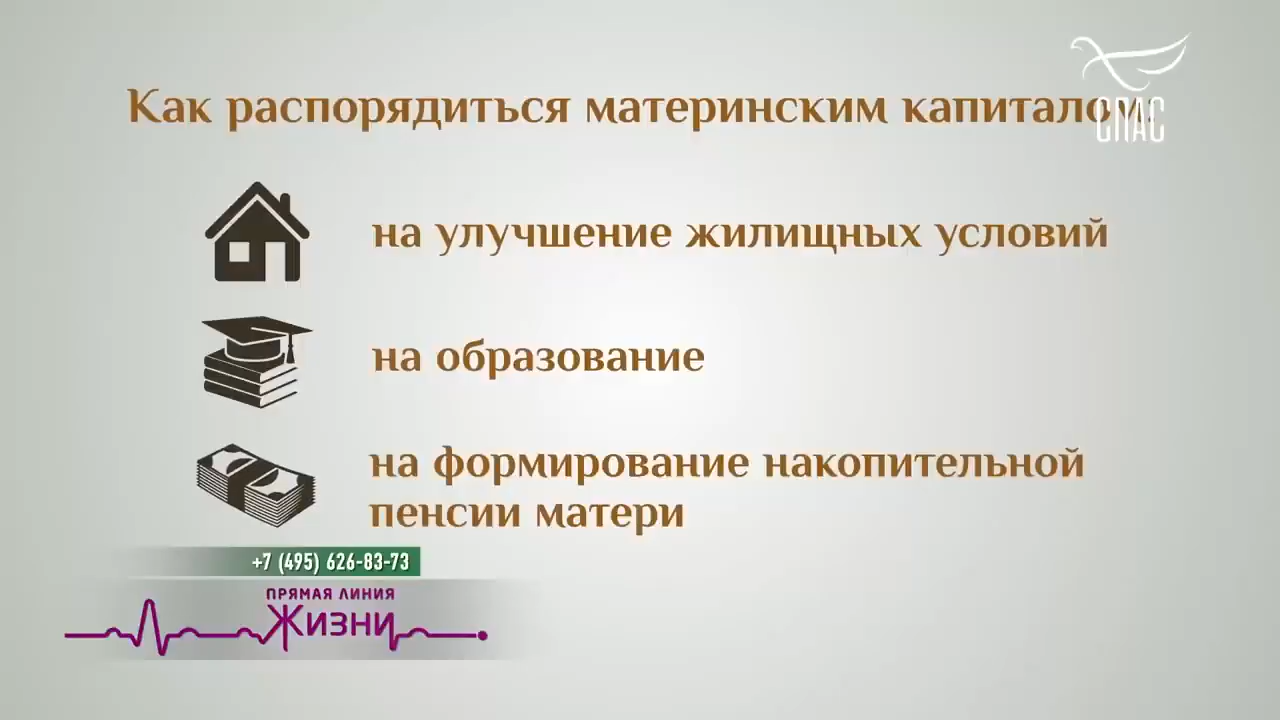 Как распорядиться материнским капиталом:
СПАС
на улучшение жилищных условий
на образование
на формирование накопительной
пенсии матери
+7 (495) 626-83-73
ПРЯМАЯ ЛИНИЯ
Жизни